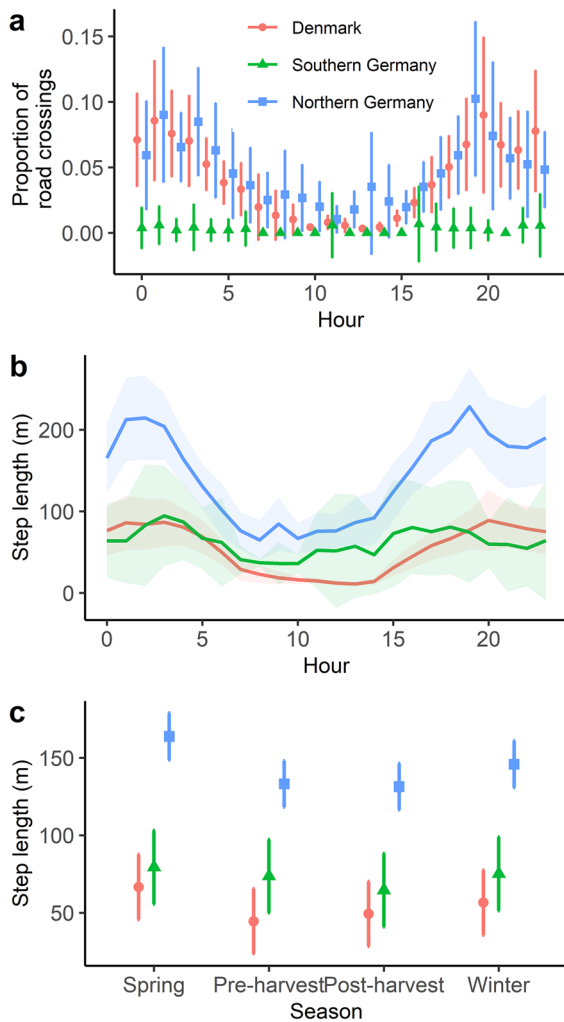 a
Proportion of
road crossings
0.15
0.10
0.05
0.00
Denmark
Southern Germany
Northern Germany
0 5 10 15 20
Hour
b
Step length (m)
200
100
0
0 5 10 15 20
Hour
c
Step length (m)
150
100
50
Spring Pre-harvest Post-harvest Winter
Season